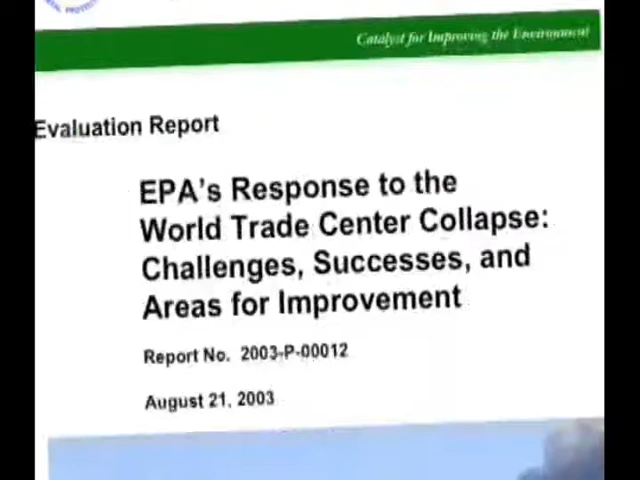 Catalyst for Improving the Environment
Evaluation Report
EPA's Response to the
World Trade Center Collapse:
Challenges, Successes, and
Areas for Improvement
Report No. 2003-P-00012
August 21, 2003